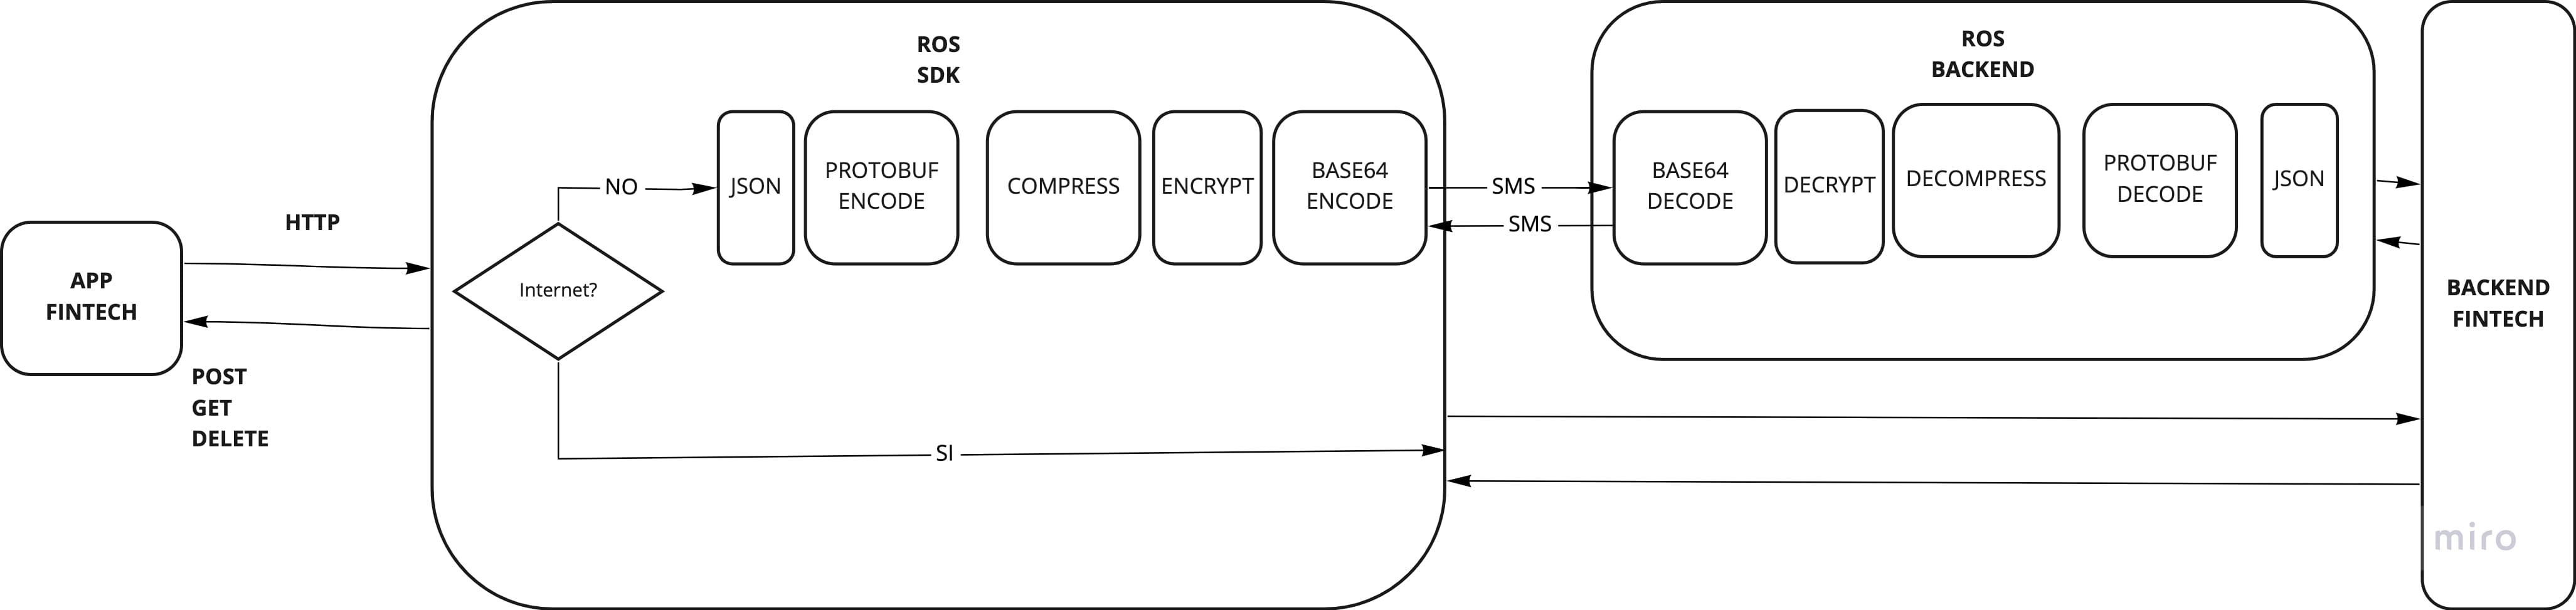 ROS
SDK
ROS
BACKEND
NO
JSON
PROTOBUF
ENCODE
COMPRESS
ENCRYPT
BASE64
ENCODE
SMS
SMS
BASE64
DECODE
DECRYPT
DECOMPRESS
PROTOBUF
DECODE
JSON
HTTP
APP
FINTECH
Internet?
BACKEND
FINTECH
POST
GET
DELETE
SI
miro